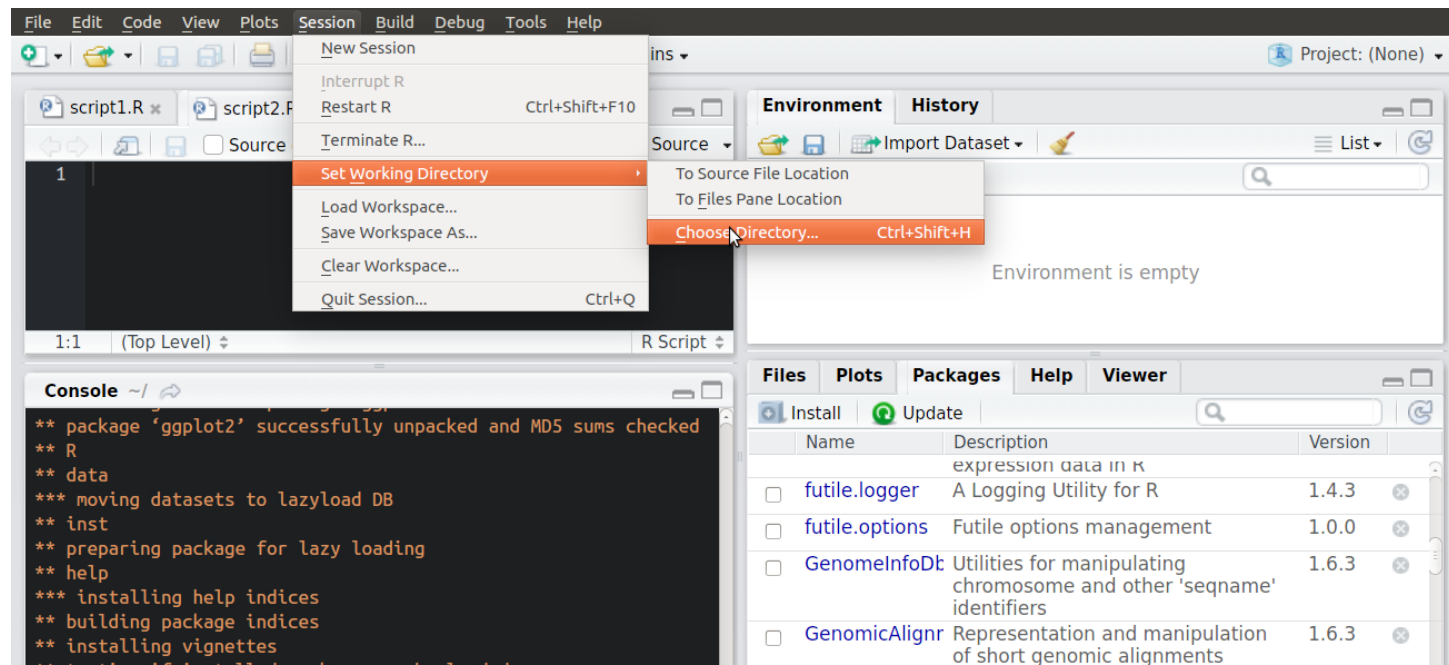 File Edit Code View Plots Session Build Debug Tools Help
ins
Project: (None)
New Session
Interrupt R
Restart R Ctrl+Shift+F10
Terminate R...
Set Working Directory
Load Workspace...
Save Workspace As...
Clear Workspace...
Quit Session... Ctrl+Q
To Source File Location
To Files Pane Location
Choose Directory... Ctrl+Shift+H
script1.R script2.R
Source Source
1
1:1 (Top Level) R Script
Environment History
Import Dataset List
Environment is empty
Console ~/
** package ‘ggplot2’ successfully unpacked and MD5 sums checked
** R
** data
*** moving datasets to lazyload DB
** inst
** preparing package for lazy loading
** help
*** installing help indices
** building package indices
** installing vignettes
Files Plots Packages Help Viewer
Install Update
Name Description Version
expression data in R
futile.logger A Logging Utility for R 1.4.3
futile.options Futile options management 1.0.0
GenomeInfoDb Utilities for manipulating 1.6.3
chromosome and other 'seqname'
identifiers
GenomicAlignr Representation and manipulation 1.6.3
of short genomic alignments